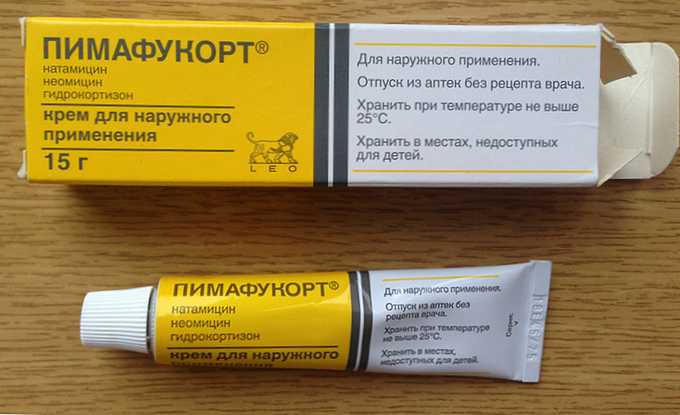 ПИМАФУКОРТ®
натамицин
неомицин
гидрокортизон
крем для наружного
применения
15 г
LEO
Для наружного применения.
Отпуск из аптек без рецепта врача.
Хранить при температуре не выше
25°C.
Хранить в местах, недоступных
для детей.
ПИМАФУКОРТ®
натамицин
неомицин
гидрокортизон
крем для наружного
применения
Для наружного применения.
Отпуск из аптек без
рецепта врача.
Хранить при температуре
не выше 25°C.
Хранить в местах,
недоступных для детей.